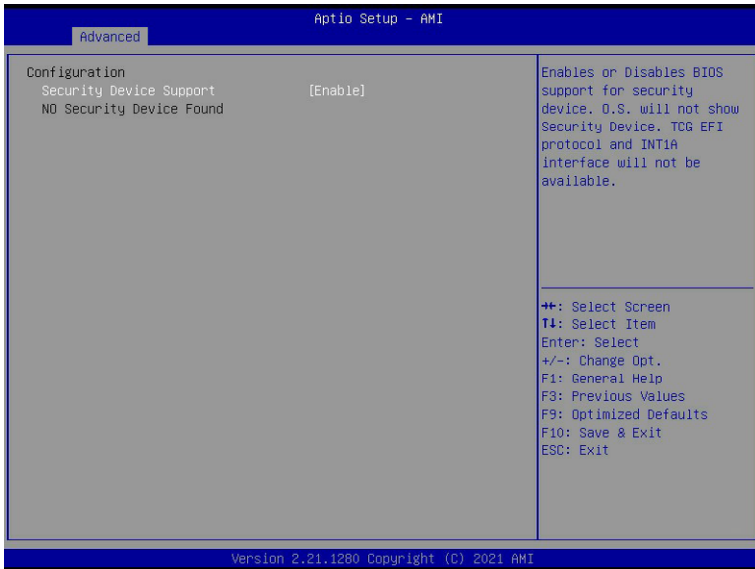 Aptio Setup - AMI
Advanced
Configuration
Security Device Support [Enable]
NO Security Device Found
Enables or Disables BIOS
support for security
device. O.S. will not show
Security Device. TCG EFI
protocol and INT1A
interface will not be
available.
→←: Select Screen
↑↓: Select Item
Enter: Select
+/-: Change Opt.
F1: General Help
F3: Previous Values
F9: Optimized Defaults
F10: Save & Exit
ESC: Exit
Version 2.21.1280 Copyright (C) 2021 AMI